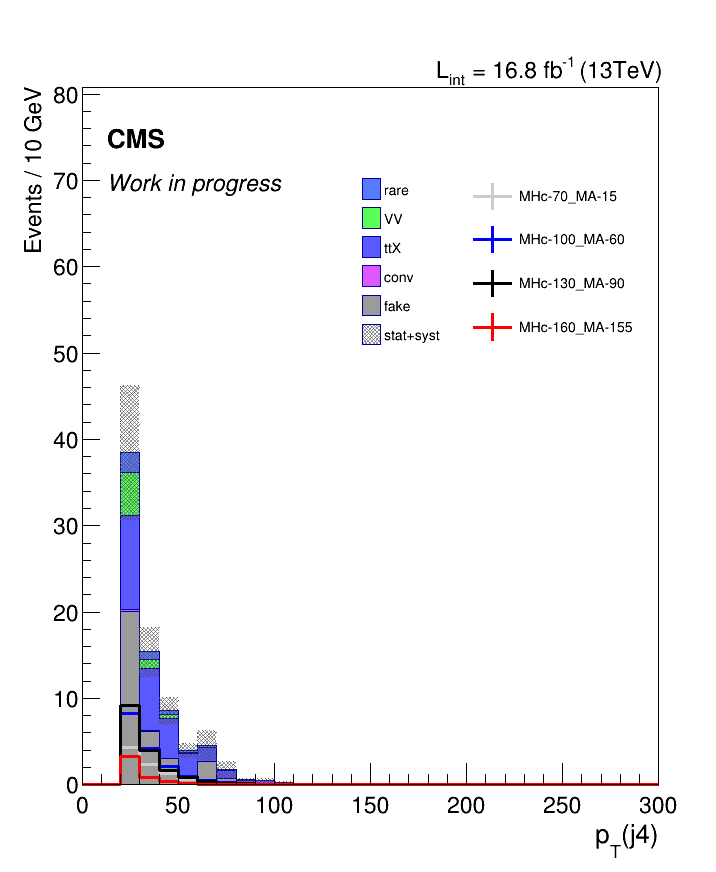 L_int = 16.8 fb^-1 (13TeV)
Events / 10 GeV
80
70
60
50
40
30
20
10
0
CMS
Work in progress
rare
VV
ttX
conv
fake
stat+syst
MHc-70_MA-15
MHc-100_MA-60
MHc-130_MA-90
MHc-160_MA-155
0 50 100 150 200 250 300
p_T(j4)